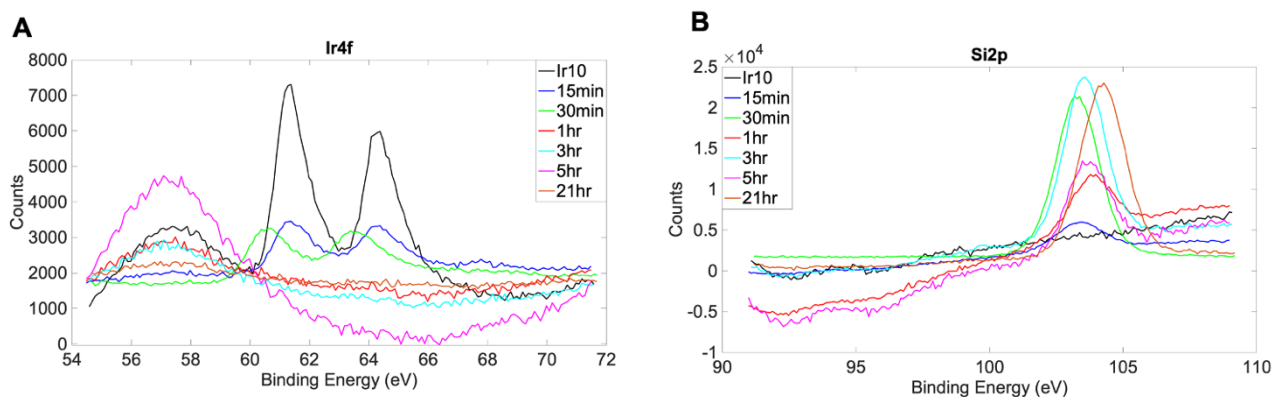 A
Ir4f
8000
7000
6000
5000
4000
3000
2000
1000
0
Counts
54 56 58 60 62 64 66 68 70 72
Binding Energy (eV)
Ir10
15min
30min
1hr
3hr
5hr
21hr
B
Si2p
×10⁴
2.5
2
1.5
1
0.5
0
-0.5
-1
Counts
90 95 100 105 110
Binding Energy (eV)
Ir10
15min
30min
1hr
3hr
5hr
21hr